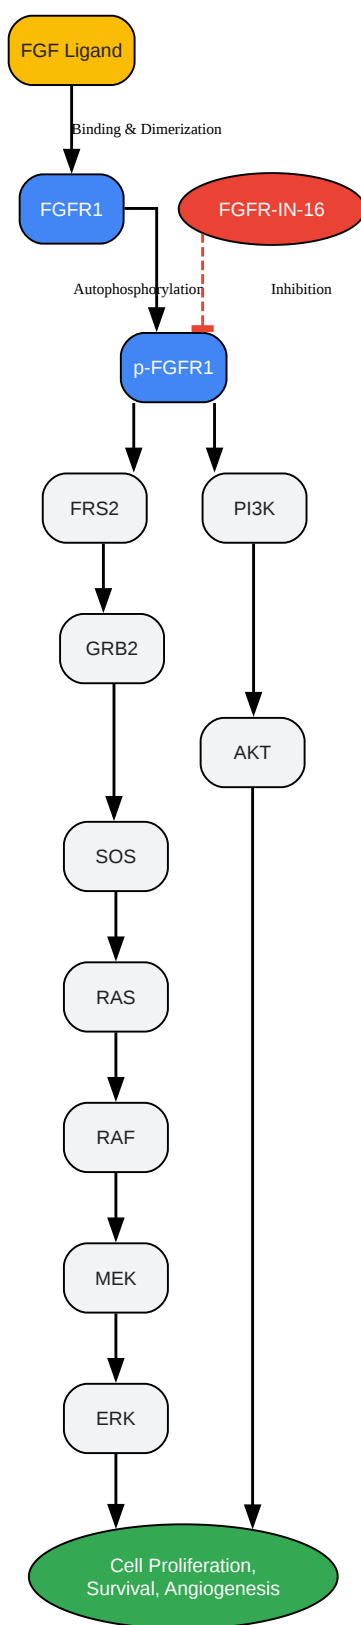 FGF Ligand
Binding & Dimerization
FGFR1
FGFR-IN-16
Autophosphorylation
Inhibition
p-FGFR1
FRS2
PI3K
GRB2
AKT
SOS
RAS
RAF
MEK
ERK
Cell Proliferation,
Survival, Angiogenesis